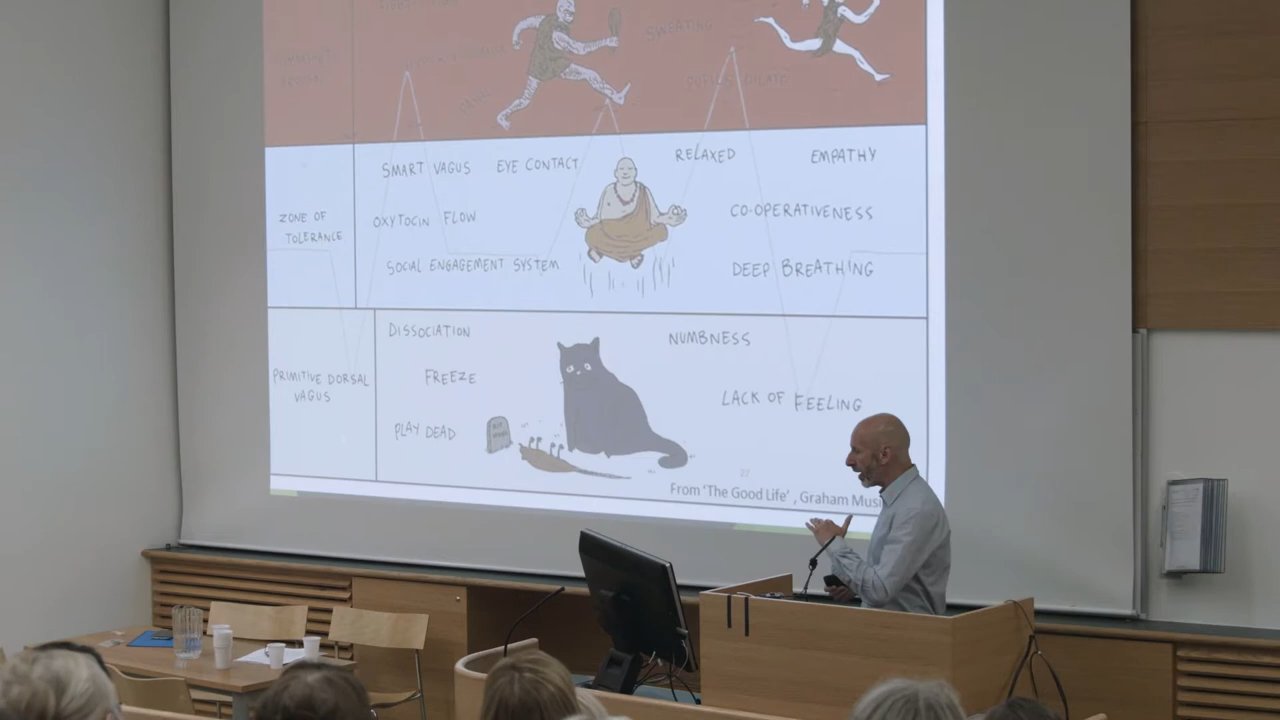 SWEATING
SMART VAGUS
EYE CONTACT
RELAXED
EMPATHY
ZONE OF
TOLERANCE
OXYTOCIN FLOW
CO-OPERATIVENESS
SOCIAL ENGAGEMENT SYSTEM
DEEP BREATHING
DISSOCIATION
NUMBNESS
PRIMITIVE DORSAL
VAGUS
FREEZE
LACK OF FEELING
PLAY DEAD
From 'The Good Life' , Graham Musi